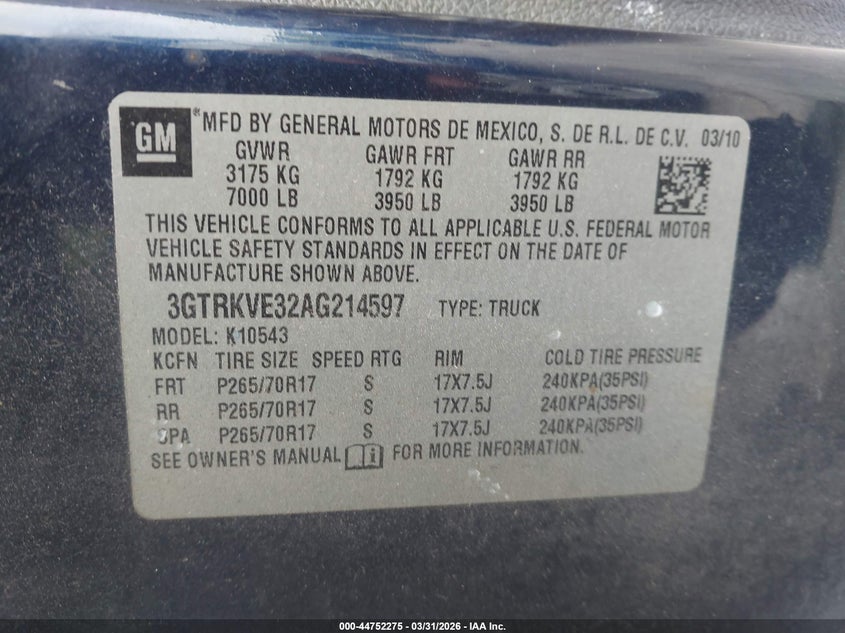 GM ® MFD BY GENERAL MOTORS DE MEXICO, S. DE R.L. DE C.V. 03/10
GVWR GAWR FRT GAWR RR
3175 KG 1792 KG 1792 KG
7000 LB 3950 LB 3950 LB
THIS VEHICLE CONFORMS TO ALL APPLICABLE U.S. FEDERAL MOTOR
VEHICLE SAFETY STANDARDS IN EFFECT ON THE DATE OF
MANUFACTURE SHOWN ABOVE.
3GTRKVE32AG214597 TYPE: TRUCK
MODEL: K10543
KCFN TIRE SIZE SPEED RTG RIM COLD TIRE PRESSURE
FRT P265/70R17 S 17X7.5J 240KPA(35PSI)
RR P265/70R17 S 17X7.5J 240KPA(35PSI)
SPA P265/70R17 S 17X7.5J 240KPA(35PSI)
SEE OWNER'S MANUAL i FOR MORE INFORMATION.
000-44752275 - 03/31/2026 - IAA Inc.